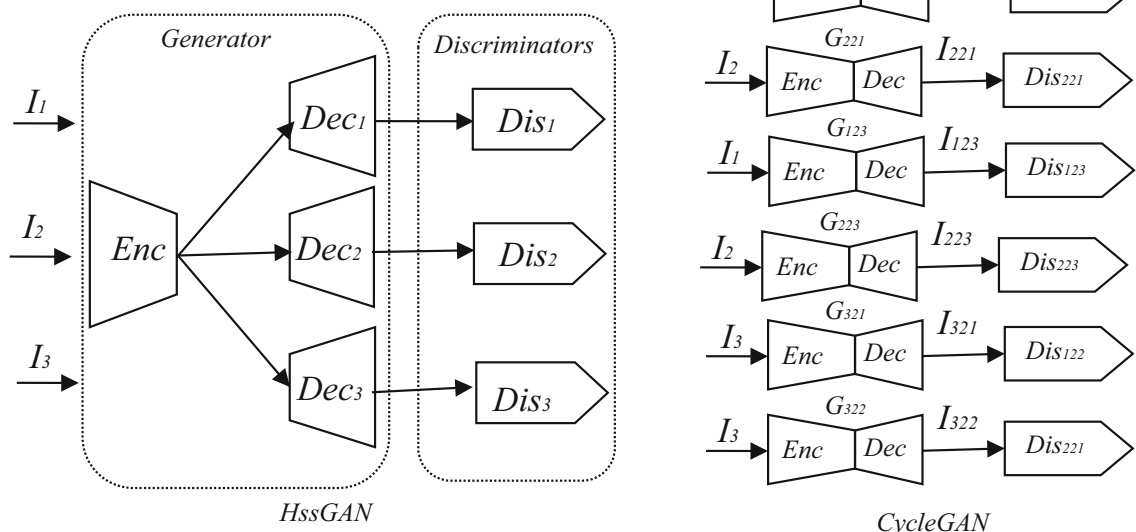 Generator
Discriminators
I1
Dec1
Dis1
I2
Enc
Dec2
Dis2
I3
Dec3
Dis3
HssGAN
G221
I2
Enc
Dec
I221
Dis221
G123
I1
Enc
Dec
I123
Dis123
G223
I2
Enc
Dec
I223
Dis223
G321
I3
Enc
Dec
I321
Dis122
G322
I3
Enc
Dec
I322
Dis221
CycleGAN